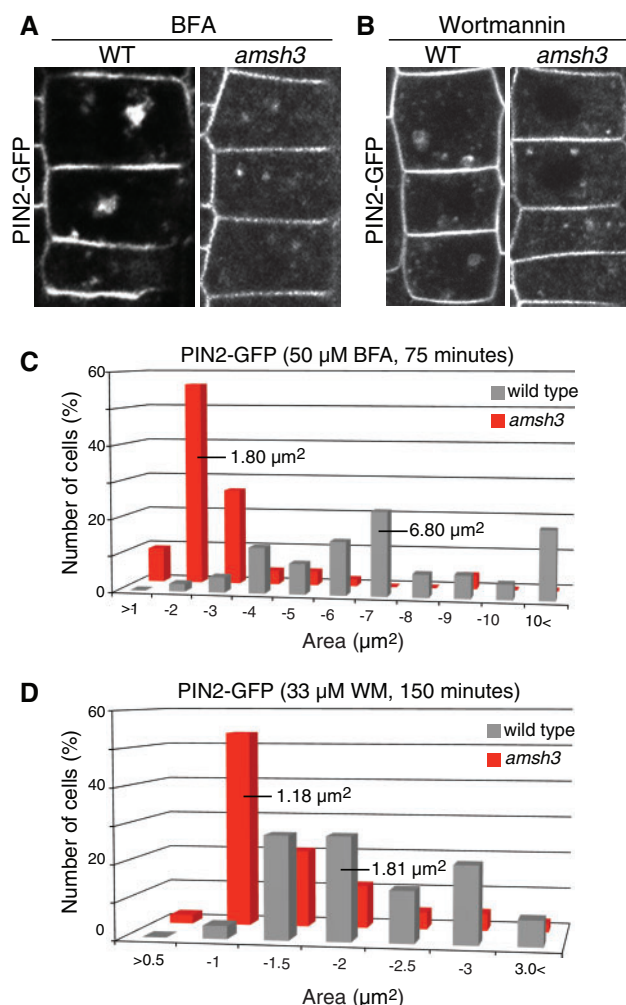 A BFA
WT amsh3
PIN2-GFP
B Wortmannin
WT amsh3
PIN2-GFP
C PIN2-GFP (50 µM BFA, 75 minutes)
Number of cells (%)
60
40
20
0
wild type
amsh3
1.80 µm²
6.80 µm²
>1 -2 -3 -4 -5 -6 -7 -8 -9 -10 10<
Area (µm²)
D PIN2-GFP (33 µM WM, 150 minutes)
Number of cells (%)
60
40
20
0
wild type
amsh3
1.18 µm²
1.81 µm²
>0.5 -1 -1.5 -2 -2.5 -3 3.0<
Area (µm²)